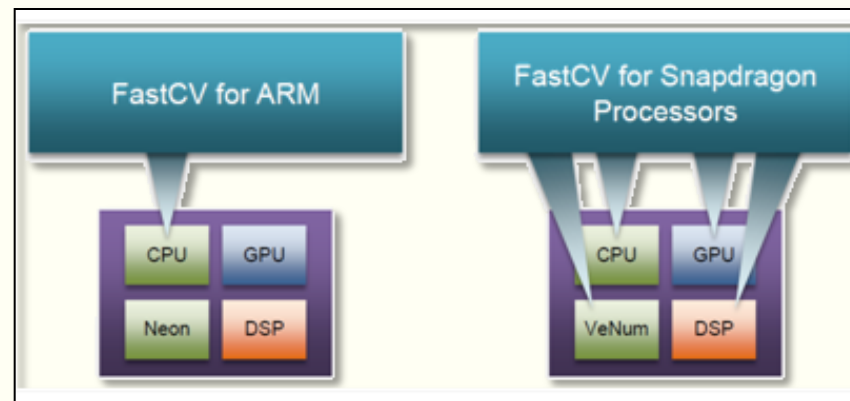 FastCV for ARM
FastCV for Snapdragon
Processors
CPU
GPU
Neon
DSP
CPU
GPU
VeNum
DSP